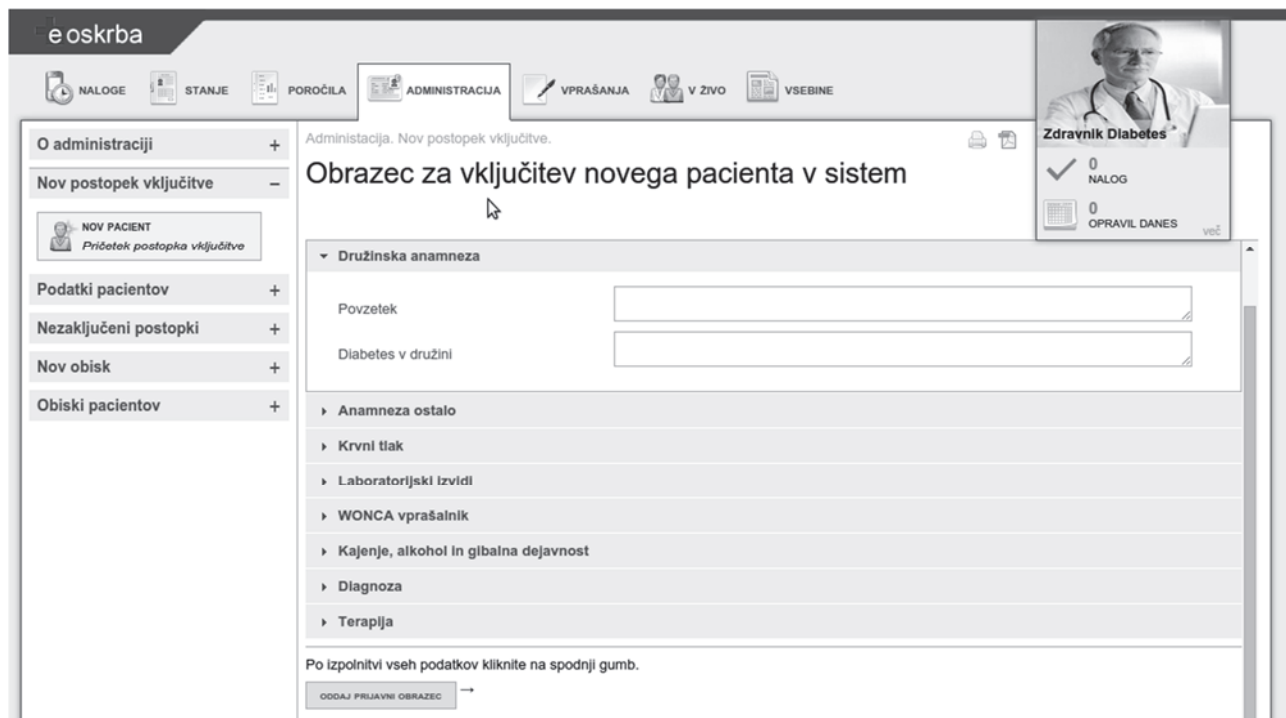 e oskrba
NALOGE
STANJE
POROČILA
ADMINISTRACIJA
VPRAŠANJA
V ŽIVO
VSEBINE
Zdravnik Diabetes
0
NALOG
0
OPRAVIL DANES
več
O administraciji +
Nov postopek vključitve –
NOV PACIENT
Pričetek postopka vključitve
Podatki pacientov +
Nezaključeni postopki +
Nov obisk +
Obiski pacientov +
Administacija. Nov postopek vključitve.
Obrazec za vključitev novega pacienta v sistem
Družinska anamneza
Povzetek
Diabetes v družini
Anamneza ostalo
Krvni tlak
Laboratorijski izvidi
WONCA vprašalnik
Kajenje, alkohol in gibalna dejavnost
Diagnoza
Terapija
Po izpolnitvi vseh podatkov kliknite na spodnji gumb.
ODDAJ PRIJAVNI OBRAZEC →